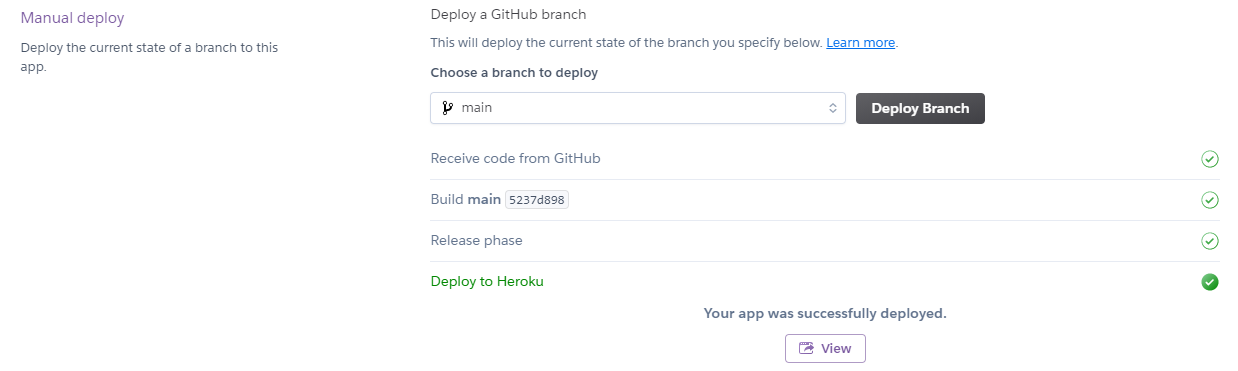 Manual deploy
Deploy the current state of a branch to this
app.
Deploy a GitHub branch
This will deploy the current state of the branch you specify below. Learn more.
Choose a branch to deploy
main
Deploy Branch
Receive code from GitHub
Build main 5237d898
Release phase
Deploy to Heroku
Your app was successfully deployed.
View